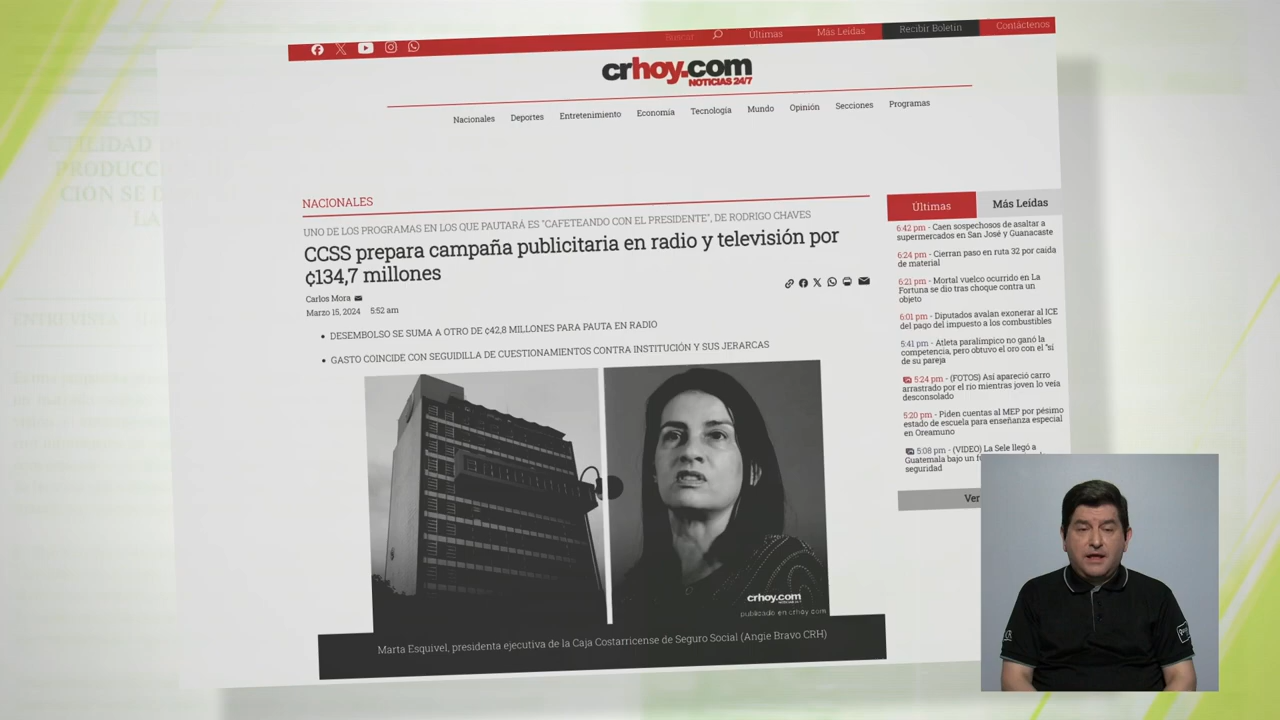 Buscar
Últimas
Más Leídas
Recibir Boletín
Contáctenos
crhoy.com
NOTICIAS 24/7
Nacionales
Deportes
Entretenimiento
Economía
Tecnología
Mundo
Opinión
Secciones
Programas
NACIONALES
UNO DE LOS PROGRAMAS EN LOS QUE PAUTARÁ ES "CAFETEANDO CON EL PRESIDENTE", DE RODRIGO CHAVES
CCSS prepara campaña publicitaria en radio y televisión por
₡134,7 millones
Carlos Mora
Marzo 15, 2024 5:52 am
• DESEMBOLSO SE SUMA A OTRO DE ¢42,8 MILLONES PARA PAUTA EN RADIO
• GASTO COINCIDE CON SEGUIDILLA DE CUESTIONAMIENTOS CONTRA INSTITUCIÓN Y SUS JERARCAS
crhoy.com
NOTICIAS 24/7
publicado en crhoy.com
Marta Esquivel, presidenta ejecutiva de la Caja Costarricense de Seguro Social (Angie Bravo CRH)
Últimas
Más Leídas
6:42 pm - Caen sospechosos de asaltar a
supermercados en San José y Guanacaste
6:24 pm - Cierran paso en ruta 32 por caída
de material
6:21 pm - Mortal vuelco ocurrido en La
Fortuna se dio tras choque contra un
objeto
6:01 pm - Diputados avalan exonerar al ICE
del pago del impuesto a los combustibles
5:41 pm - Atleta paralímpico no ganó la
competencia, pero obtuvo el oro con el "sí"
de su pareja
5:24 pm - (FOTOS) Así apareció carro
arrastrado por el río mientras joven lo veía
desconsolado
5:20 pm - Piden cuentas al MEP por pésimo
estado de escuela para enseñanza especial
en Oreamuno
5:08 pm - (VIDEO) La Sele llegó a
Guatemala bajo un
seguridad
Ver
ENTREVISTA